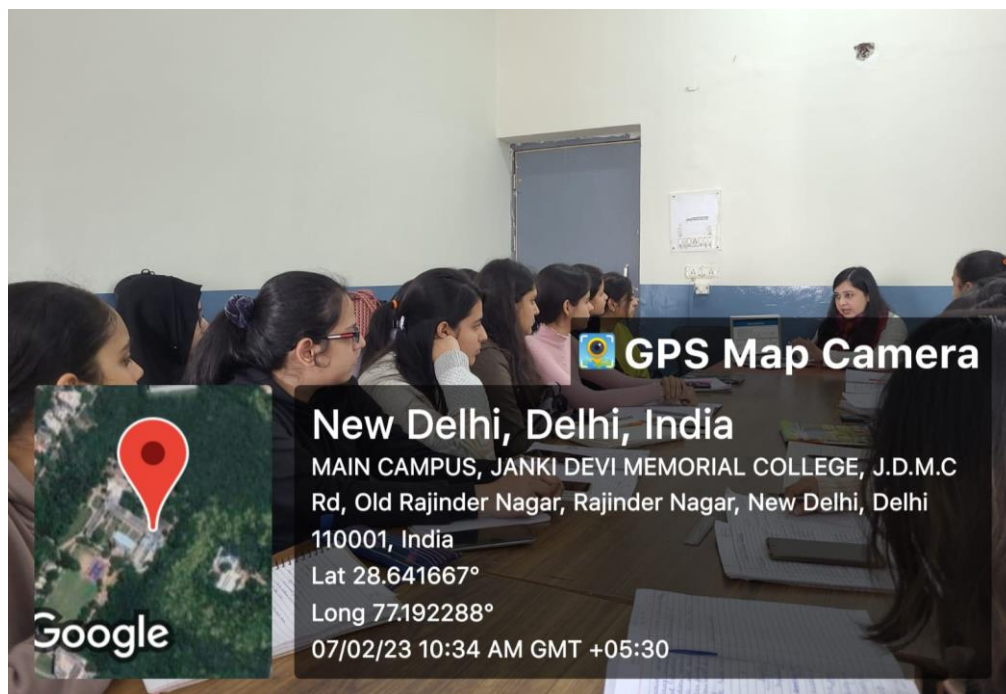 GPS Map Camera
New Delhi, Delhi, India
MAIN CAMPUS, JANKI DEVI MEMORIAL COLLEGE, J.D.M.C
Rd, Old Rajinder Nagar, Rajinder Nagar, New Delhi, Delhi
110001, India
Lat 28.641667°
Long 77.192288°
07/02/23 10:34 AM GMT +05:30
Google